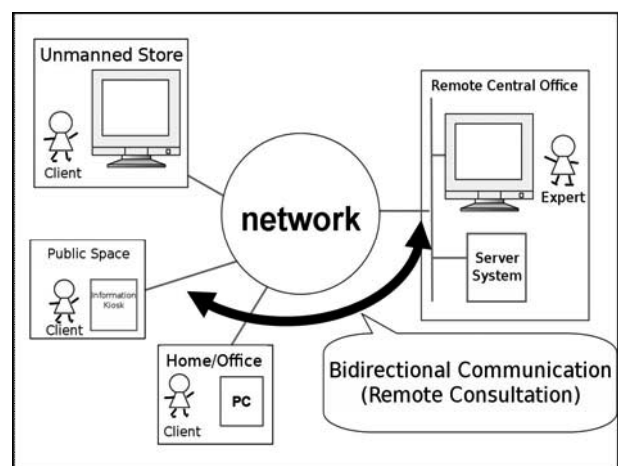 Unmanned Store
Client
Remote Central Office
Expert
Server
System
network
Public Space
Information
Kiosk
Client
Home/Office
PC
Client
Bidirectional Communication
(Remote Consultation)